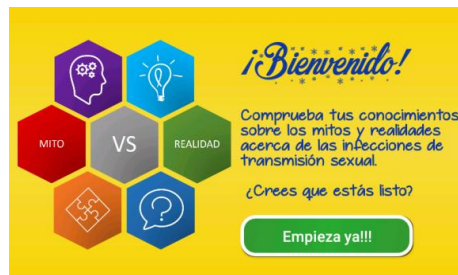 ¡Bienvenido!
MITO
VS
REALIDAD
Comprueba tus conocimientos
sobre los mitos y realidades
acerca de las infecciones de
transmisión sexual.
¿Crees que estás listo?
Empieza ya!!!